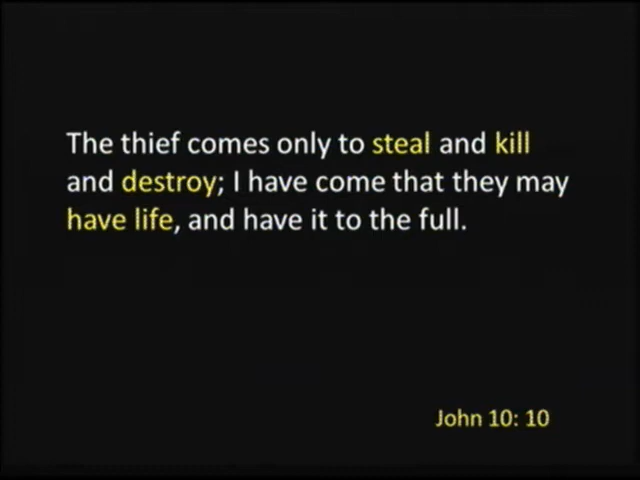 The thief comes only to steal and kill
and destroy; I have come that they may
have life, and have it to the full.
John 10: 10